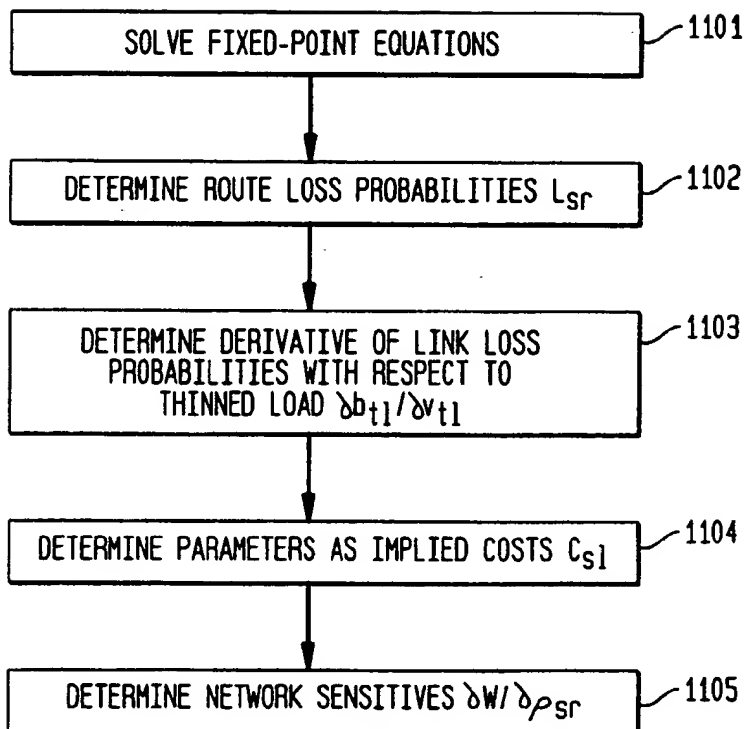 SOLVE FIXED-POINT EQUATIONS
1101
DETERMINE ROUTE LOSS PROBABILITIES Lsr
1102
DETERMINE DERIVATIVE OF LINK LOSS
PROBABILITIES WITH RESPECT TO
THINNED LOAD ∂btl/∂vtl
1103
DETERMINE PARAMETERS AS IMPLIED COSTS Csl
1104
DETERMINE NETWORK SENSITIVES ∂W/∂ρsr
1105